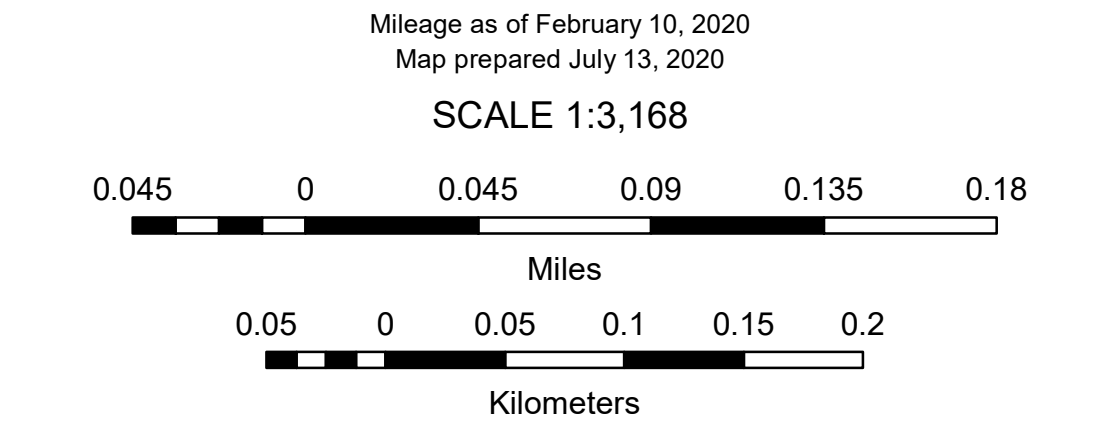 Mileage as of February 10, 2020
Map prepared July 13, 2020
SCALE 1:3,168
0.045 0 0.045 0.09 0.135 0.18
Miles
0.05 0 0.05 0.1 0.15 0.2
Kilometers